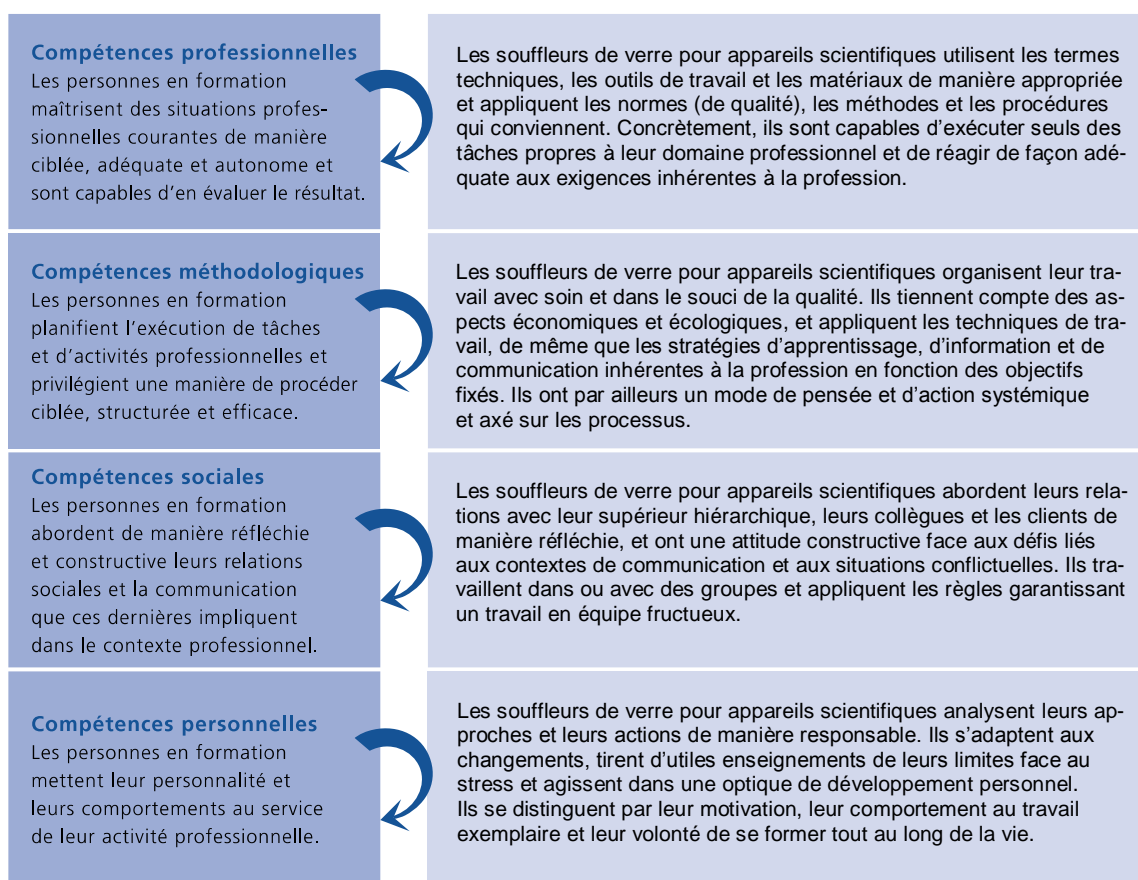 Compétences professionnelles
Les personnes en formation
maîtrisent des situations profes-
sionnelles courantes de manière
ciblée, adéquate et autonome et
sont capables d'en évaluer le résultat.
Les souffleurs de verre pour appareils scientifiques utilisent les termes
techniques, les outils de travail et les matériaux de manière appropriée
et appliquent les normes (de qualité), les méthodes et les procédures
qui conviennent. Concrètement, ils sont capables d'exécuter seuls des
tâches propres à leur domaine professionnel et de réagir de façon adé-
quate aux exigences inhérentes à la profession.
Compétences méthodologiques
Les personnes en formation
planifient l'exécution de tâches
et d'activités professionnelles et
privilégient une manière de procéder
ciblée, structurée et efficace.
Les souffleurs de verre pour appareils scientifiques organisent leur tra-
vail avec soin et dans le souci de la qualité. Ils tiennent compte des as-
pects économiques et écologiques, et appliquent les techniques de tra-
vail, de même que les stratégies d'apprentissage, d'information et de
communication inhérentes à la profession en fonction des objectifs
fixés. Ils ont par ailleurs un mode de pensée et d'action systémique
et axé sur les processus.
Compétences sociales
Les personnes en formation
abordent de manière réfléchie
et constructive leurs relations
sociales et la communication
que ces dernières impliquent
dans le contexte professionnel.
Les souffleurs de verre pour appareils scientifiques abordent leurs rela-
tions avec leur supérieur hiérarchique, leurs collègues et les clients de
manière réfléchie, et ont une attitude constructive face aux défis liés
aux contextes de communication et aux situations conflictuelles. Ils tra-
vaillent dans ou avec des groupes et appliquent les règles garantissant
un travail en équipe fructueux.
Compétences personnelles
Les personnes en formation
mettent leur personnalité et
leurs comportements au service
de leur activité professionnelle.
Les souffleurs de verre pour appareils scientifiques analysent leurs ap-
proches et leurs actions de manière responsable. Ils s'adaptent aux
changements, tirent d'utiles enseignements de leurs limites face au
stress et agissent dans une optique de développement personnel.
Ils se distinguent par leur motivation, leur comportement au travail
exemplaire et leur volonté de se former tout au long de la vie.